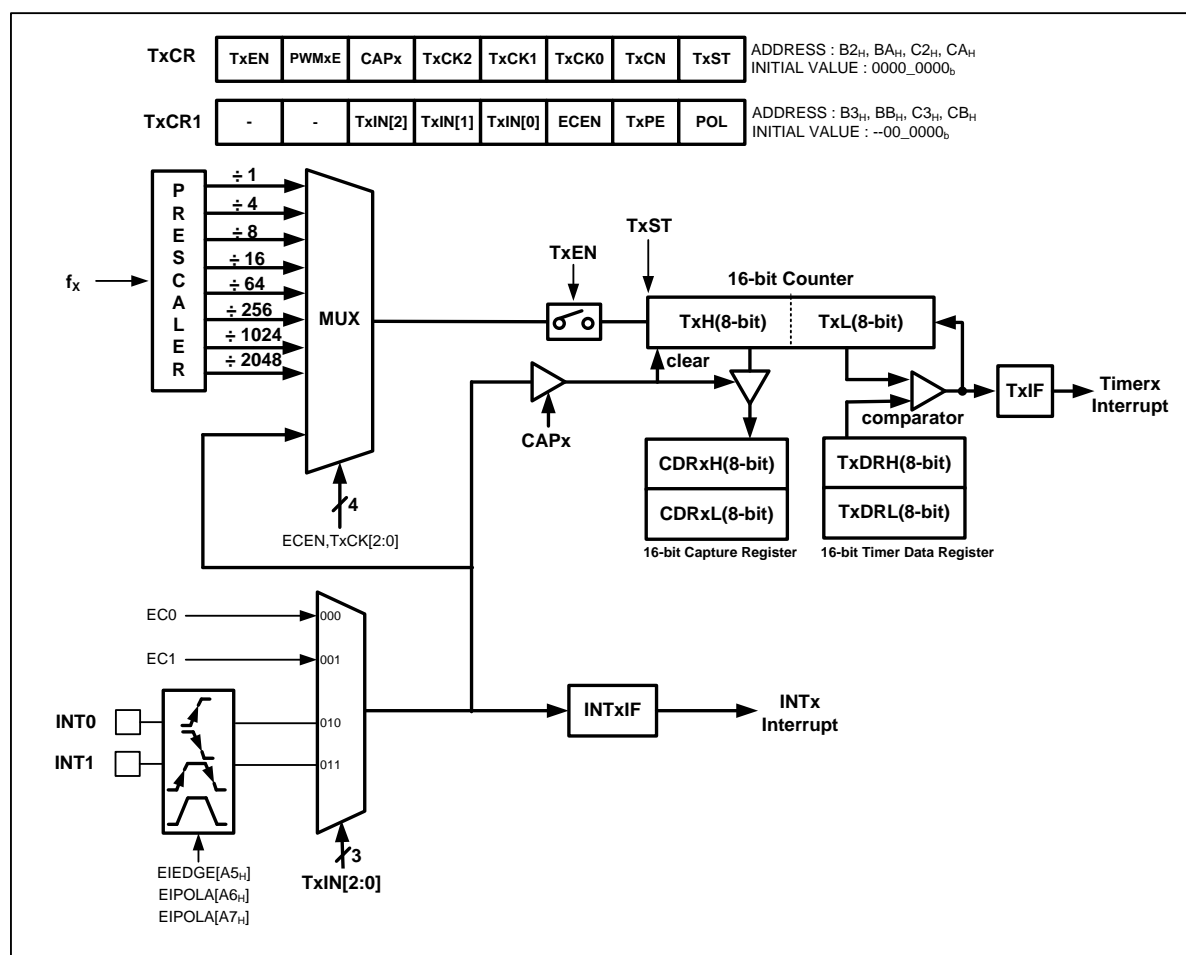 TxCR TxEN PWMxE CAPx TxCK2 TxCK1 TxCK0 TxCN TxST ADDRESS : B2H, BAH, C2H, CAH
INITIAL VALUE : 0000_0000b
TxCR1 - - TxIN[2] TxIN[1] TxIN[0] ECEN TxPE POL ADDRESS : B3H, BBH, C3H, CBH
INITIAL VALUE : --00_0000b
fX
PRESCALER
÷ 1
÷ 4
÷ 8
÷ 16
÷ 64
÷ 256
÷ 1024
÷ 2048
MUX
4
ECEN,TxCK[2:0]
TxEN
TxST
16-bit Counter
TxH(8-bit) TxL(8-bit)
clear
CAPx
comparator
TxIF
Timerx
Interrupt
CDRxH(8-bit)
CDRxL(8-bit)
16-bit Capture Register
TxDRH(8-bit)
TxDRL(8-bit)
16-bit Timer Data Register
EC0 000
EC1 001
INT0 010
INT1 011
INTxIF
INTx
Interrupt
3
TxIN[2:0]
EIEDGE[A5H]
EIPOLA[A6H]
EIPOLA[A7H]